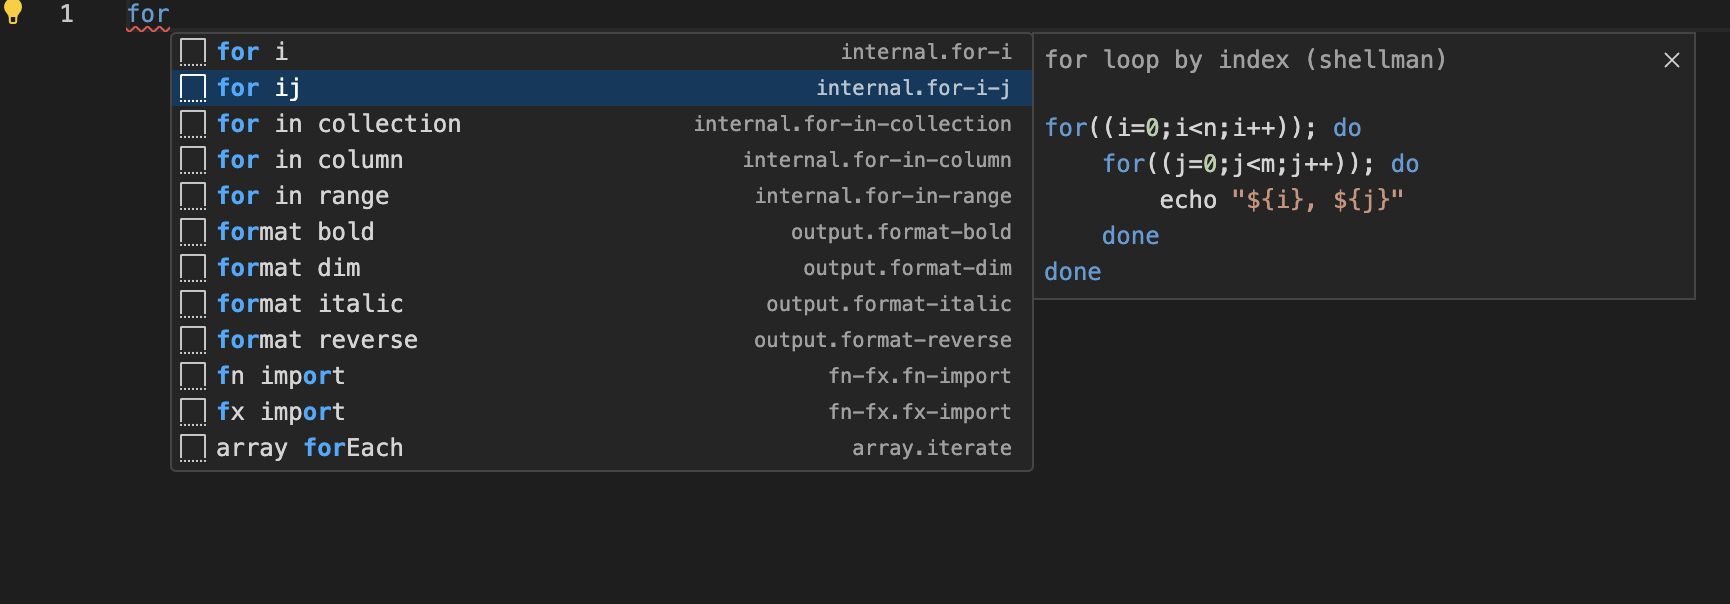 1 for
for i internal.for-i
for ij internal.for-i-j
for in collection internal.for-in-collection
for in column internal.for-in-column
for in range internal.for-in-range
format bold output.format-bold
format dim output.format-dim
format italic output.format-italic
format reverse output.format-reverse
fn import fn-fx.fn-import
fx import fn-fx.fx-import
array forEach array.iterate
for loop by index (shellman)
for((i=0;i<n;i++)); do
    for((j=0;j<m;j++)); do
        echo "${i}, ${j}"
    done
done